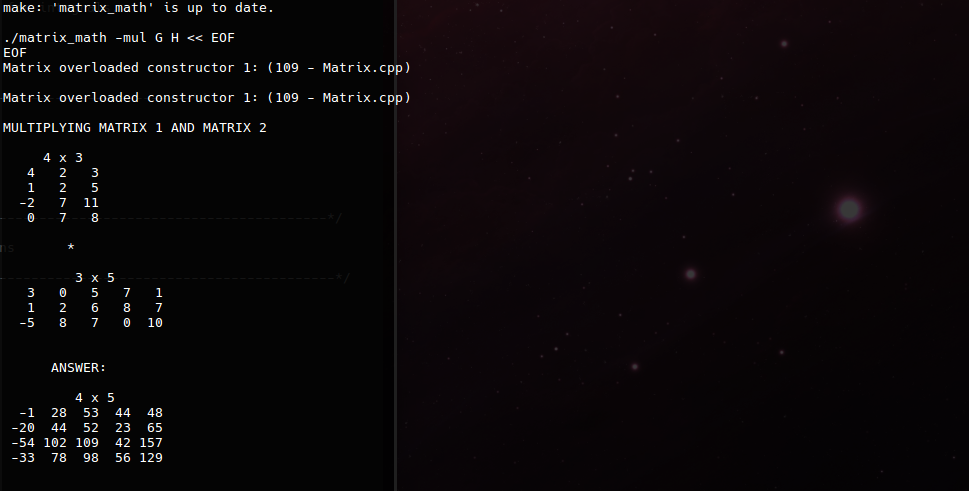 make: 'matrix_math' is up to date.
./matrix_math -mul G H << EOF
EOF
Matrix overloaded constructor 1: (109 - Matrix.cpp)
Matrix overloaded constructor 1: (109 - Matrix.cpp)
MULTIPLYING MATRIX 1 AND MATRIX 2
4 x 3
4 2 3
1 2 5
-2 7 11
0 7 8
*
3 x 5
3 0 5 7 1
1 2 6 8 7
-5 8 7 0 10
ANSWER:
4 x 5
-1 28 53 44 48
-20 44 52 23 65
-54 102 109 42 157
-33 78 98 56 129